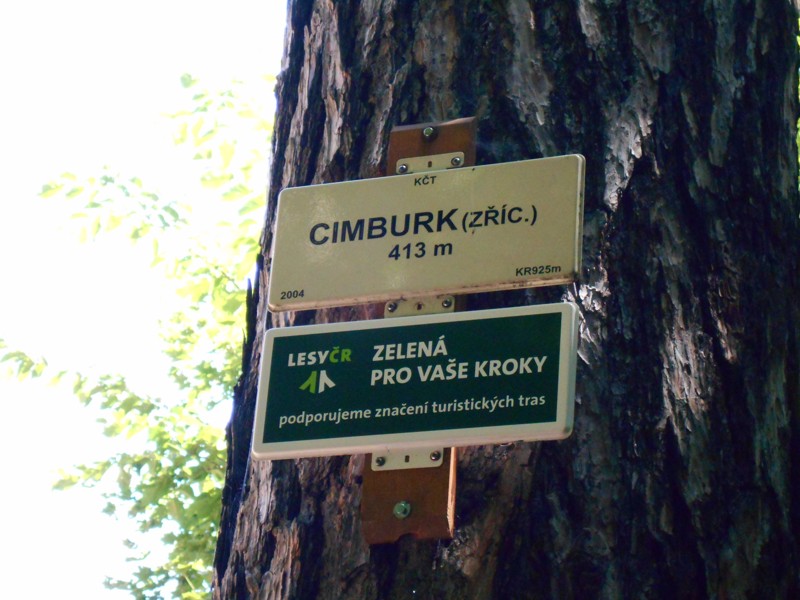 KČT
CIMBURK (ZŘÍC.)
413 m
2004
KR925m
LESYČR
ZELENÁ
PRO VAŠE KROKY
podporujeme značení turistických tras